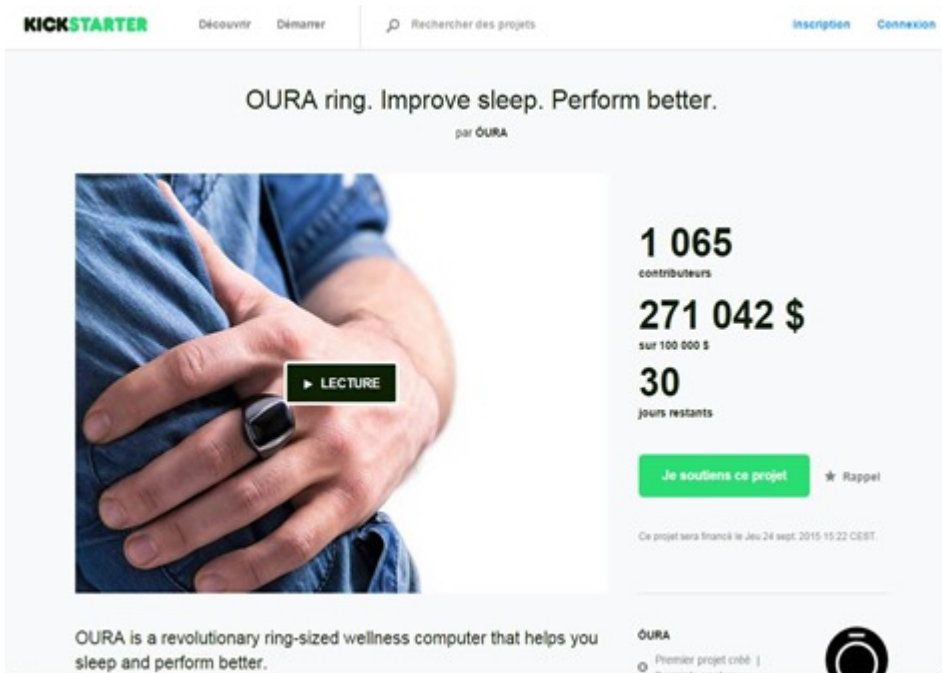 KICKSTARTER Découvrir Démarrer Rechercher des projets Inscription Connexion
OURA ring. Improve sleep. Perform better.
par ŌURA
LECTURE
1 065
contributeurs
271 042 $
sur 100 000 $
30
jours restants
Je soutiens ce projet Rappel
Ce projet sera financé le Jeu 24 sept. 2015 15:22 CEST.
OURA is a revolutionary ring-sized wellness computer that helps you
sleep and perform better.
ŌURA
Premier projet créé |